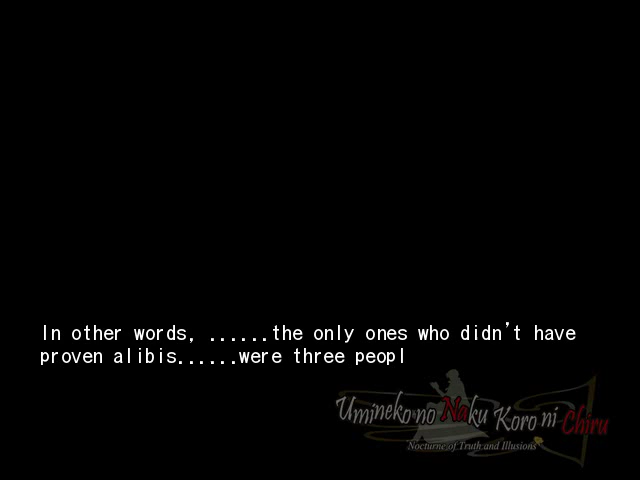 In other words, ......the only ones who didn't have
proven alibis......were three peopl
Umineko no Naku Koro ni Chiru
Nocturne of Truth and Illusions